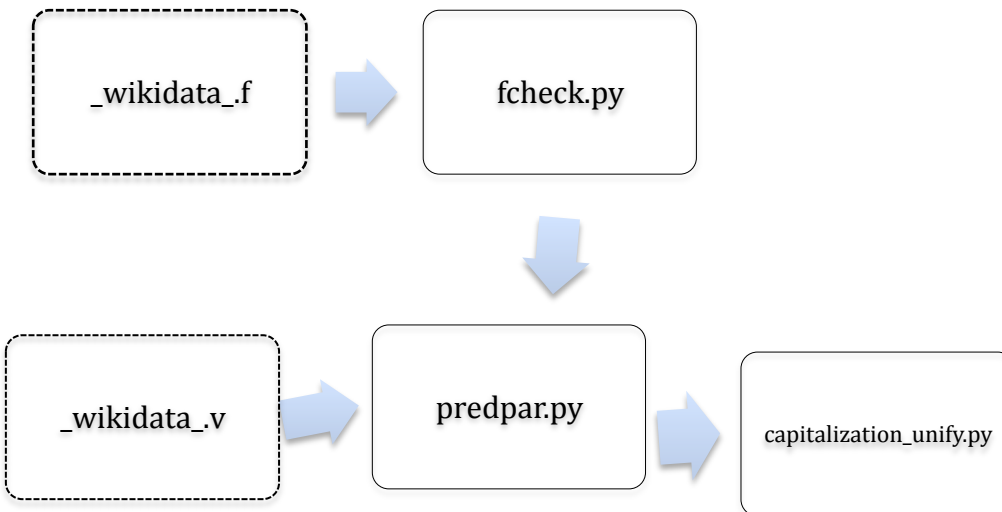 _wikidata_.f
fcheck.py
_wikidata_.v
predpar.py
capitalization_unify.py